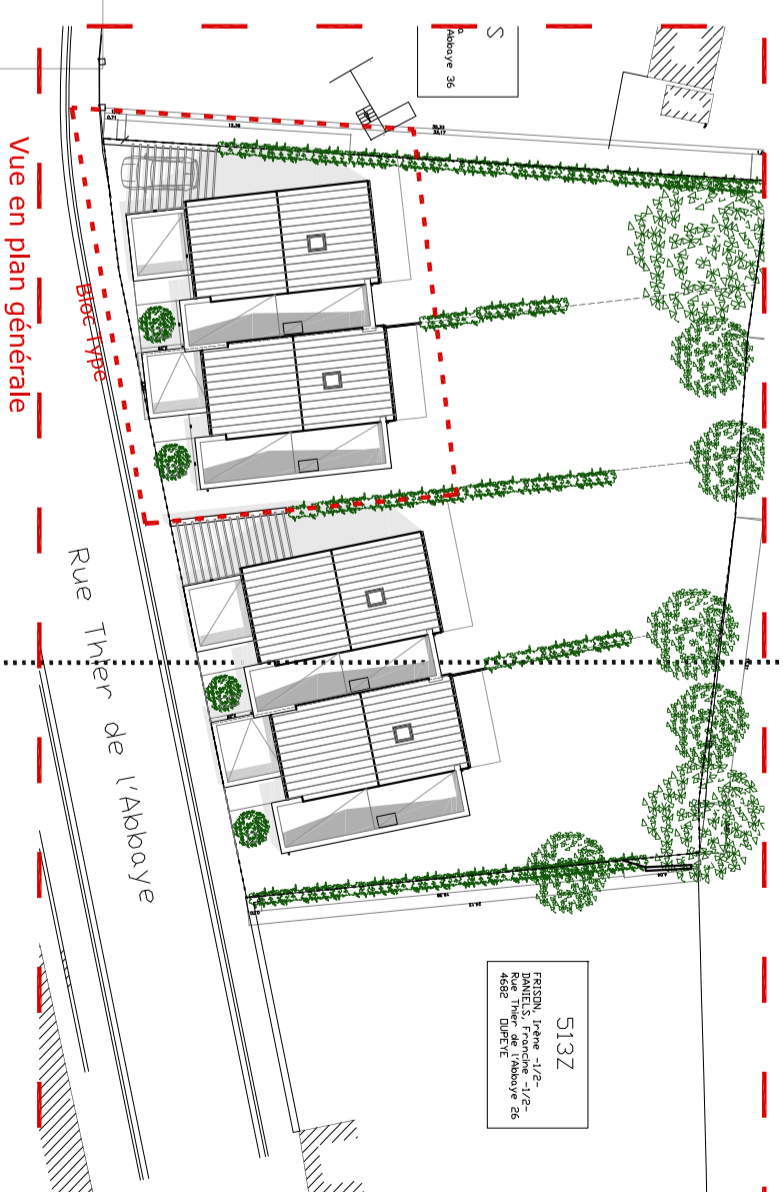 S
Abbaye 36
Vue en plan générale
Bloc Type
Rue Thier de l'Abbaye
513Z
FRISON, Irène -1/2-
DANIELS, Francine -1/2-
Rue Thier de l'Abbaye 26
4682 OUPEYE